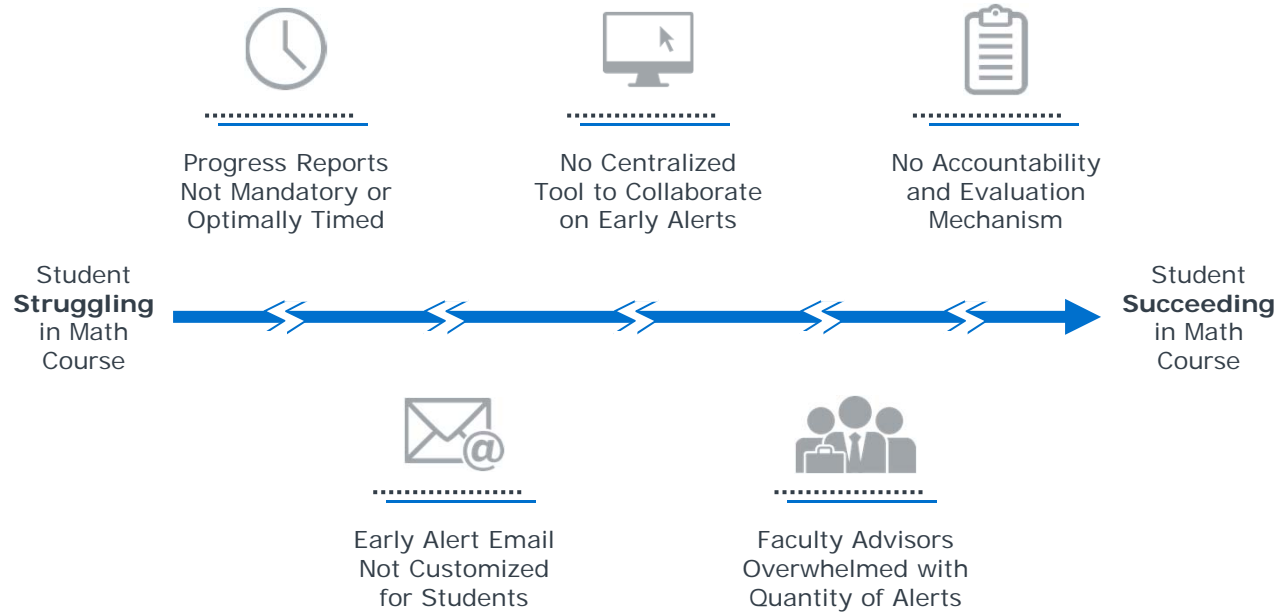 Progress Reports
Not Mandatory or
Optimally Timed
No Centralized
Tool to Collaborate
on Early Alerts
No Accountability
and Evaluation
Mechanism
Student
Struggling
in Math
Course
Student
Succeeding
in Math
Course
@
Early Alert Email
Not Customized
for Students
Faculty Advisors
Overwhelmed with
Quantity of Alerts